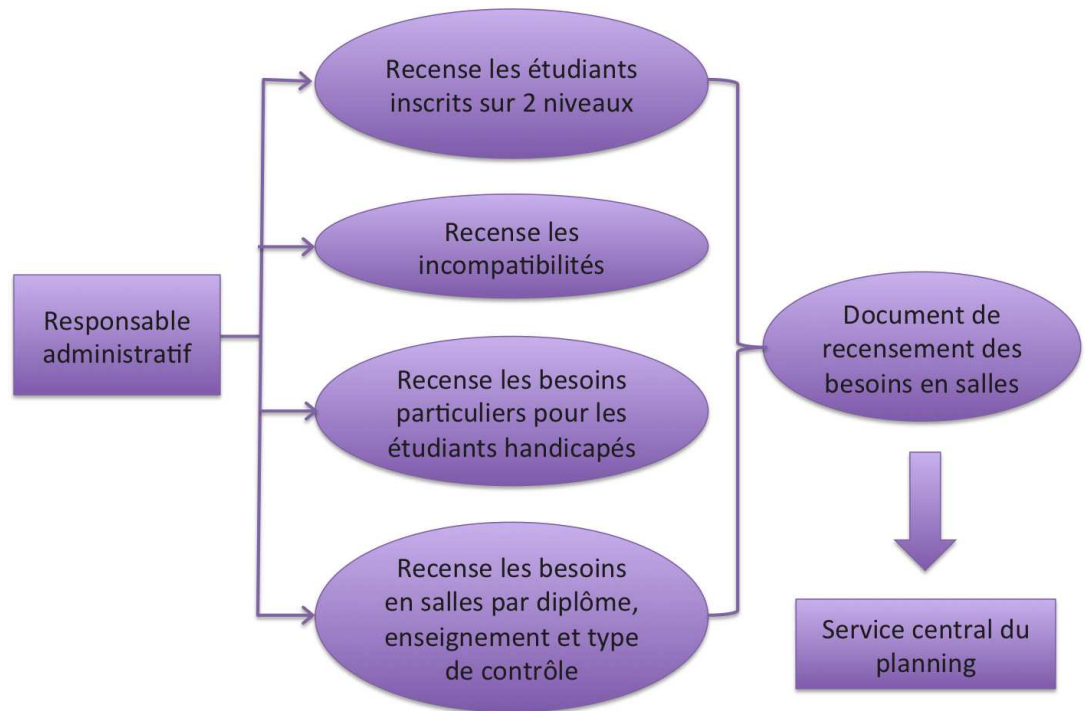 Responsable
administratif
Recense les étudiants
inscrits sur 2 niveaux
Recense les
incompatibilités
Recense les besoins
particuliers pour les
étudiants handicapés
Recense les besoins
en salles par diplôme,
enseignement et type
de contrôle
Document de
recensement des
besoins en salles
Service central du
planning